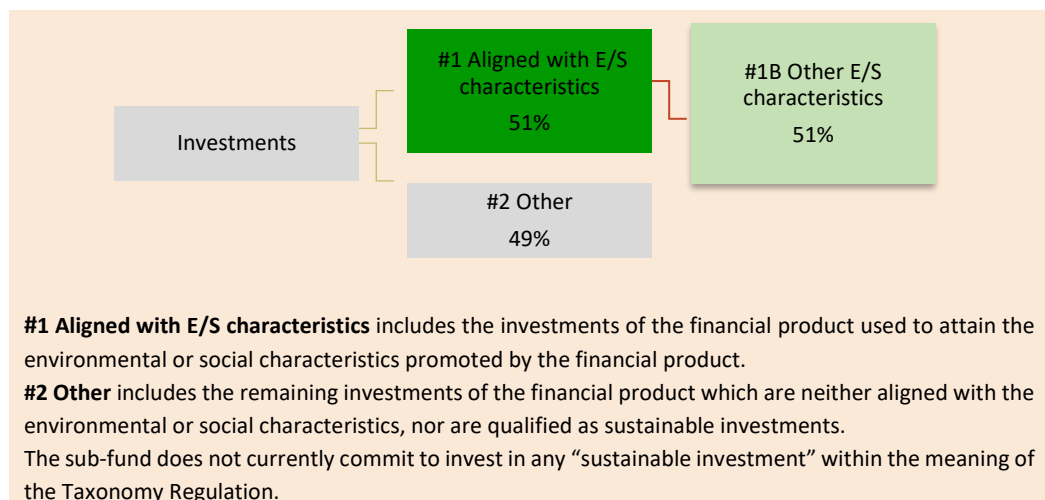 #1 Aligned with E/S
characteristics
51%
#1B Other E/S
characteristics
51%
Investments
#2 Other
49%
#1 Aligned with E/S characteristics includes the investments of the financial product used to attain the
environmental or social characteristics promoted by the financial product.
#2 Other includes the remaining investments of the financial product which are neither aligned with the
environmental or social characteristics, nor are qualified as sustainable investments.
The sub-fund does not currently commit to invest in any “sustainable investment” within the meaning of
the Taxonomy Regulation.